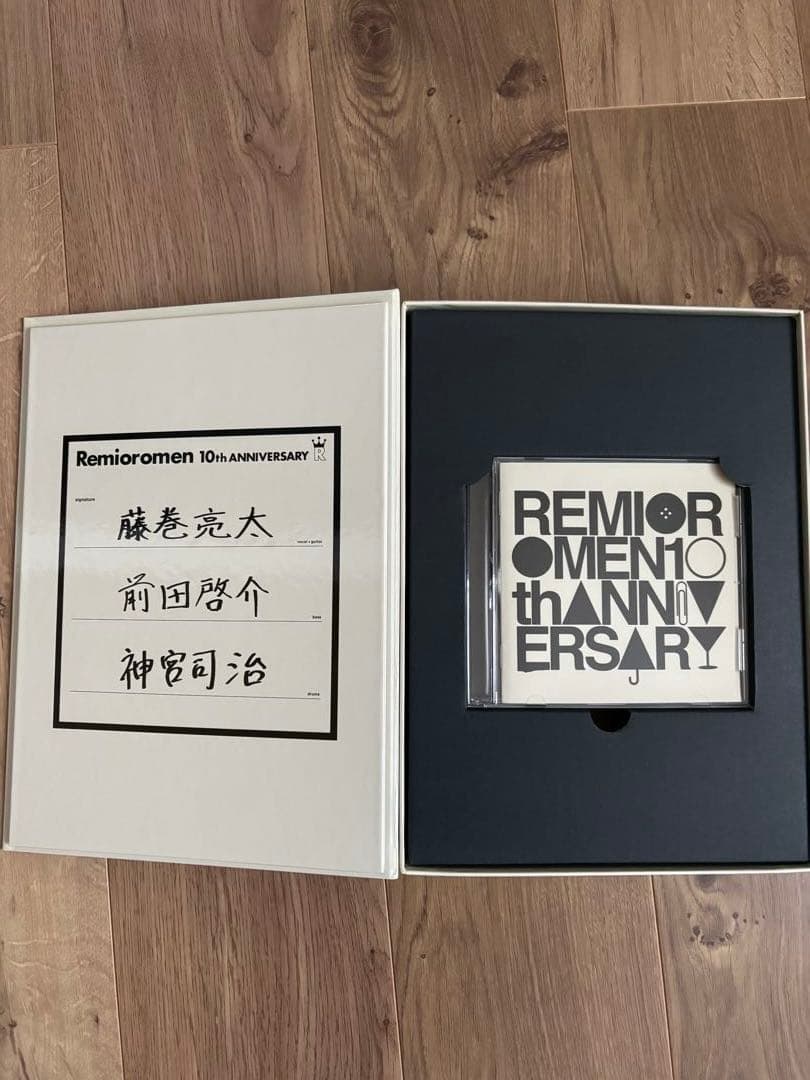 Remioromen 10th ANNIVERSARY R
signature
藤巻亮太
vocal + guitar
前田啓介
bass
神宮司治
drums
REMIOR
OMEN10
thANNIV
ERSARY